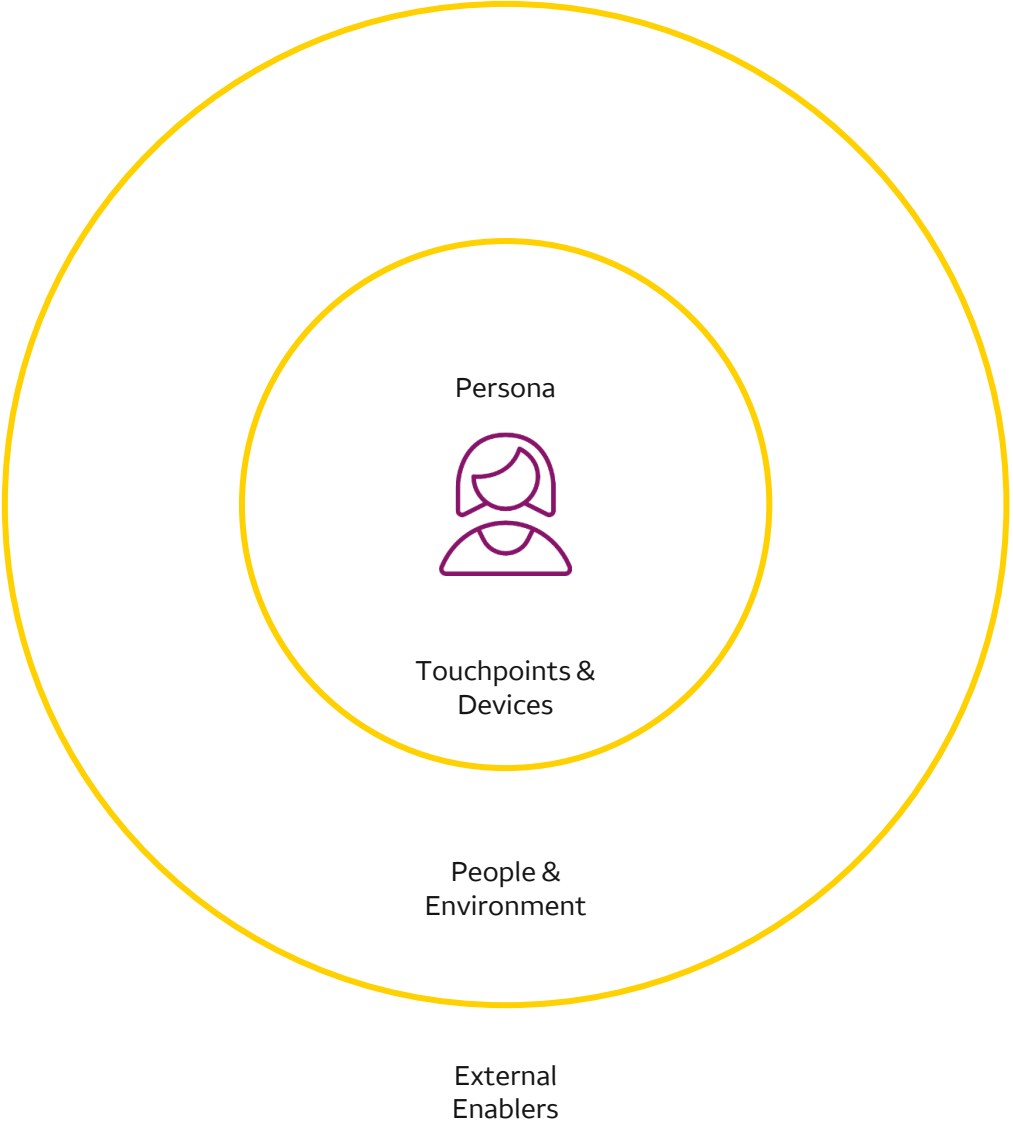 Persona
Touchpoints &
Devices
People &
Environment
External
Enablers